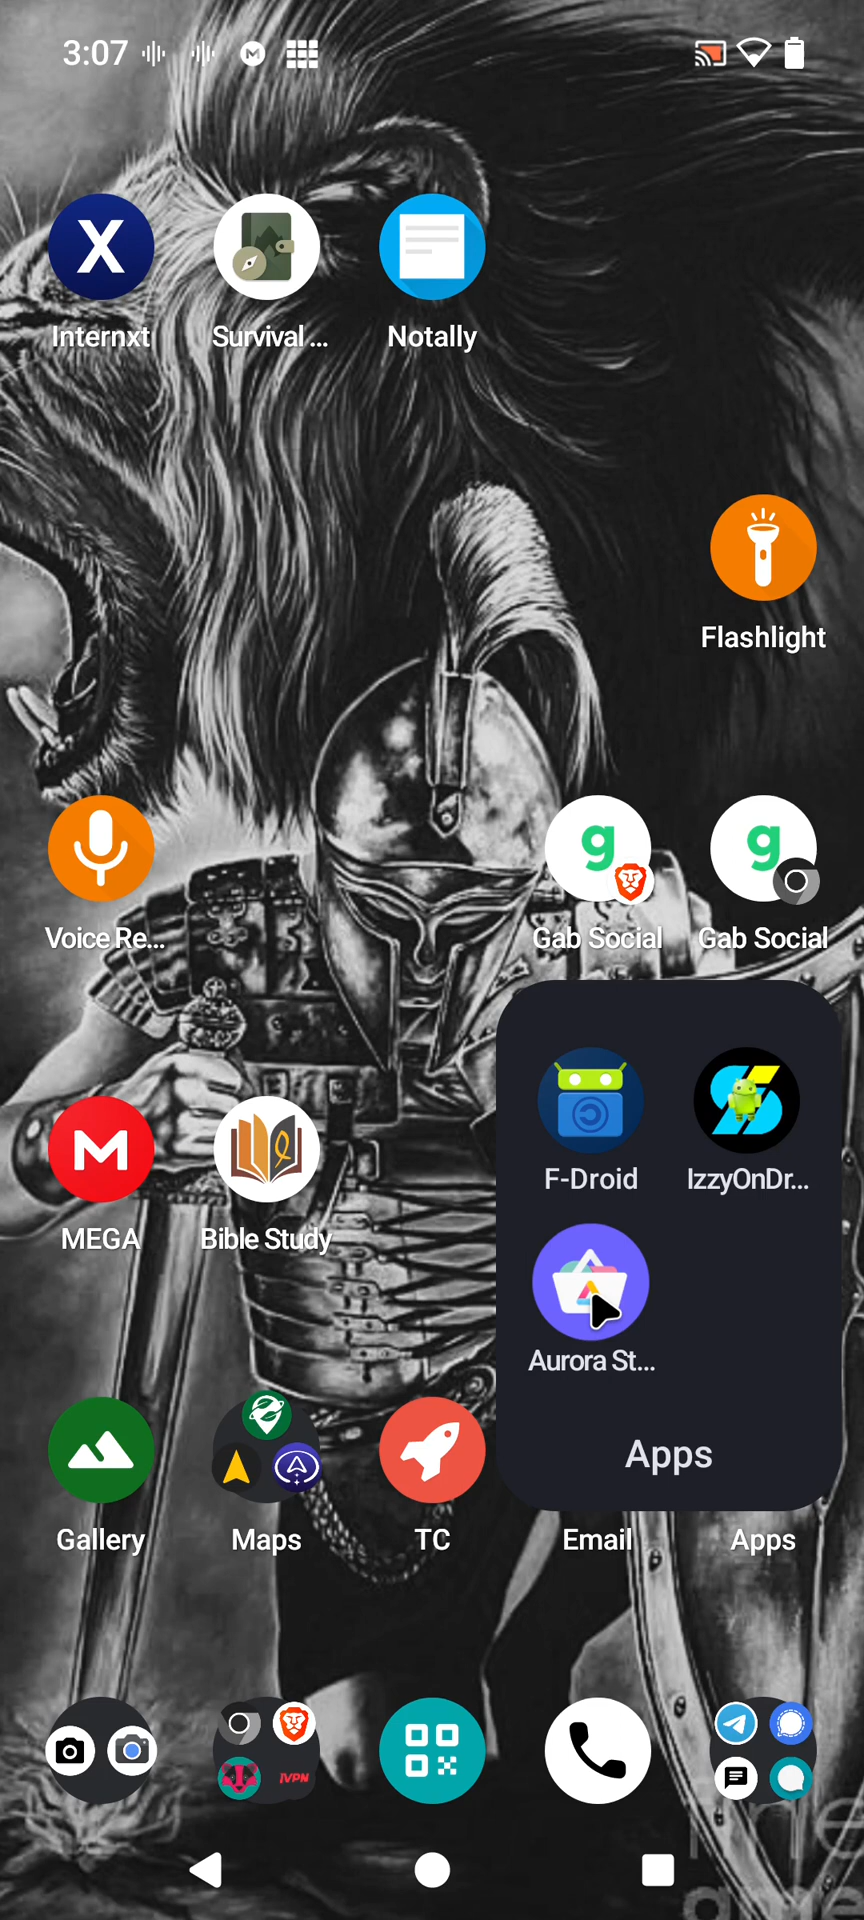 3:07
X
Internxt
Survival ...
Notally
Flashlight
Voice Re...
g
Gab Social
g
Gab Social
M
MEGA
Bible Study
F-Droid
IzzyOnDr...
Aurora St...
Apps
Gallery
Maps
TC
Email
Apps
IVPN